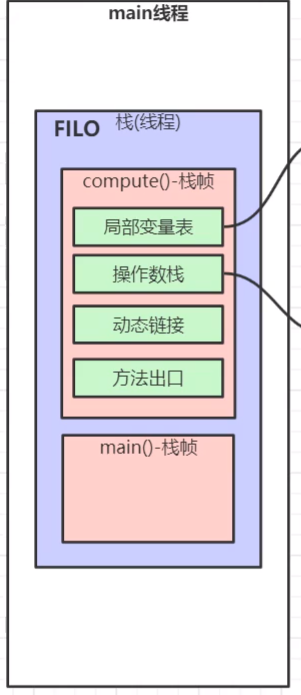 main线程
FILO 栈(线程)
compute()-栈帧
局部变量表
操作数栈
动态链接
方法出口
main()-栈帧